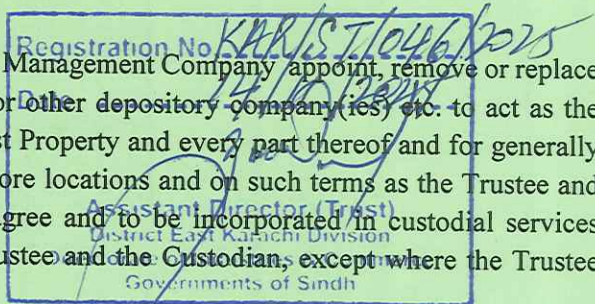 Registration No KAR/ST/046/2025
Management Company appoint, remove or replace
Date
or other depository company(ies) etc. to act as the
st Property and every part thereof and for generally
ore locations and on such terms as the Trustee and
Assistant Director (Trust)
gree and to be incorporated in custodial services
District East Karachi Division
ustee and the Custodian, except where the Trustee
Governments of Sindh